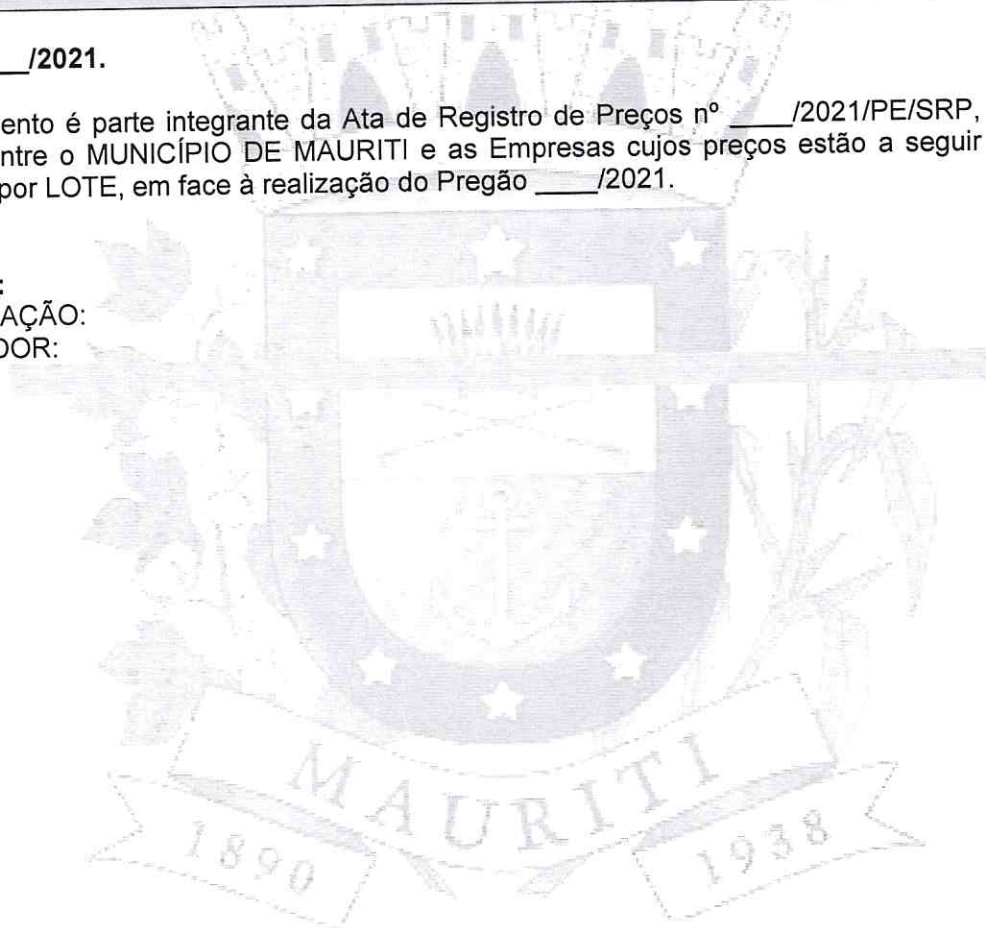 __/2021.
ento é parte integrante da Ata de Registro de Preços nº ____/2021/PE/SRP,
ntre o MUNICÍPIO DE MAURITI e as Empresas cujos preços estão a seguir
por LOTE, em face à realização do Pregão ____/2021.
:
AÇÃO:
DOR:
MAURITI
1890
1938